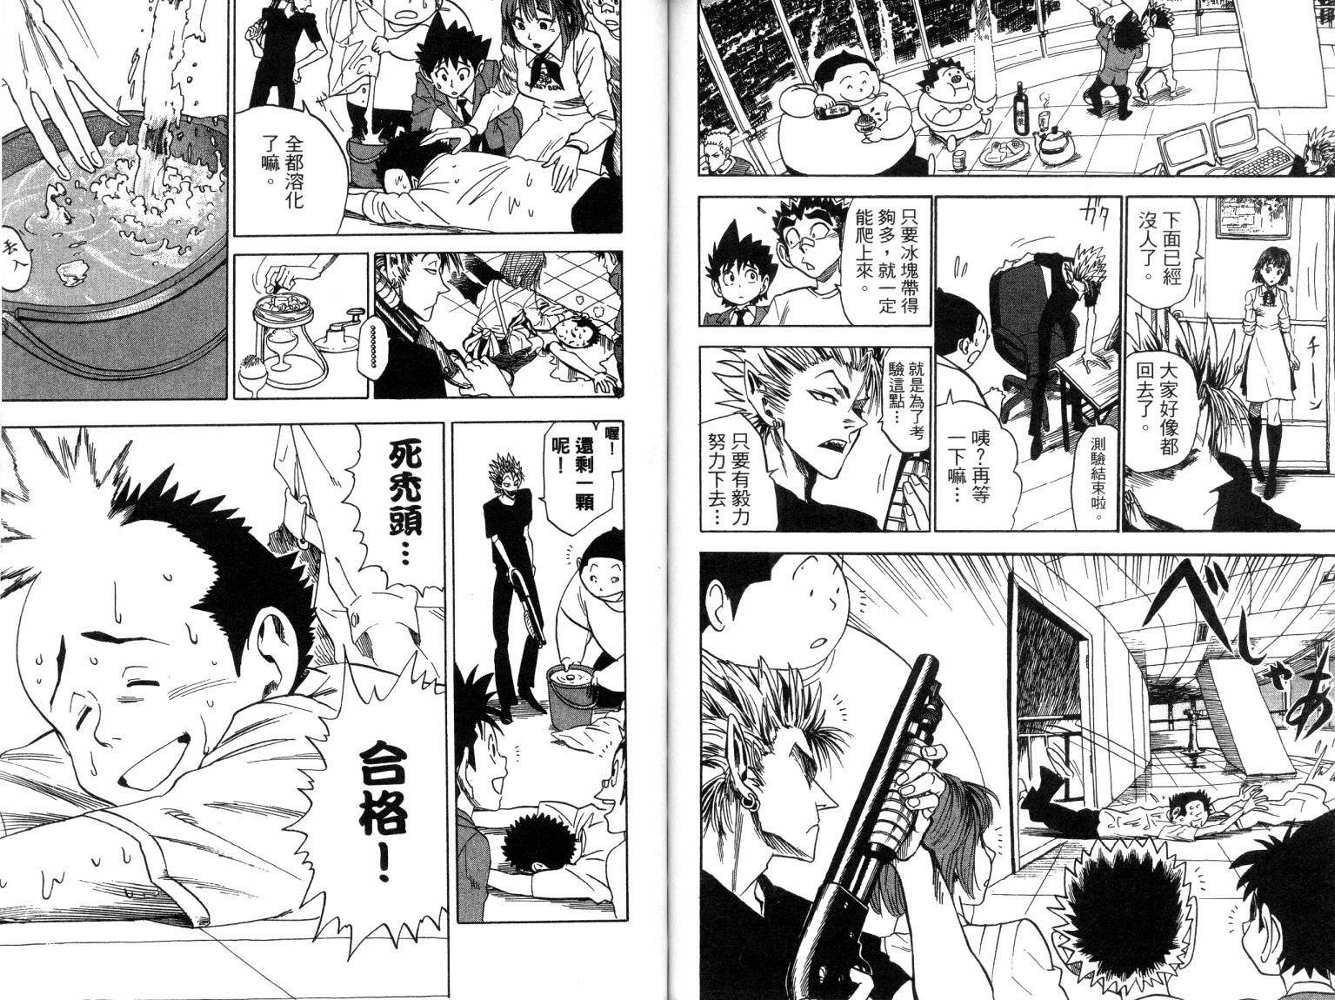 下面已經
沒人了。
大家好像都
回去了。
チーン
ガタ
測驗結束啦。
咦?再等
一下嘛…
只要冰塊帶得
夠多，就一定
能爬上來。
就是為了考
驗這點…
只要有毅力
努力下去…
全都溶化
了嘛。
喔!
還剩一顆
呢!
死禿頭…
合格!